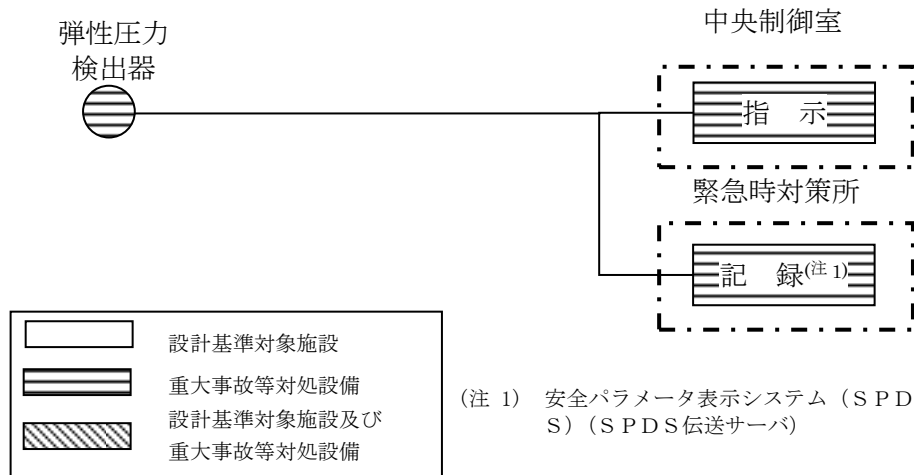 中央制御室
弾性圧力
検出器
指　示
緊急時対策所
記　録(注 1)
設計基準対象施設
重大事故等対処設備
設計基準対象施設及び
重大事故等対処設備
(注 1)　安全パラメータ表示システム（ＳＰＤ
Ｓ）（ＳＰＤＳ伝送サーバ）